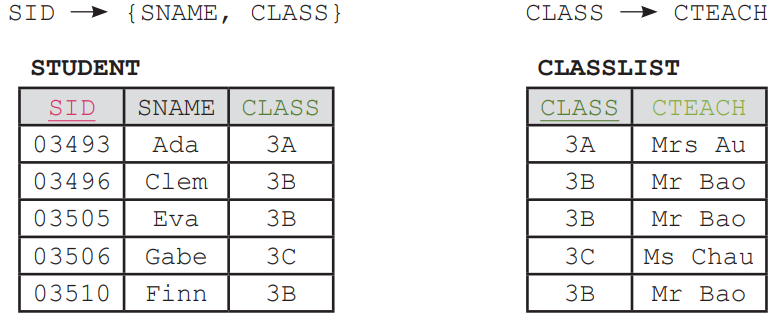 SID → {SNAME, CLASS}
CLASS → CTEACH
STUDENT
SID SNAME CLASS
03493 Ada 3A
03496 Clem 3B
03505 Eva 3B
03506 Gabe 3C
03510 Finn 3B
CLASSLIST
CLASS CTEACH
3A Mrs Au
3B Mr Bao
3B Mr Bao
3C Ms Chau
3B Mr Bao